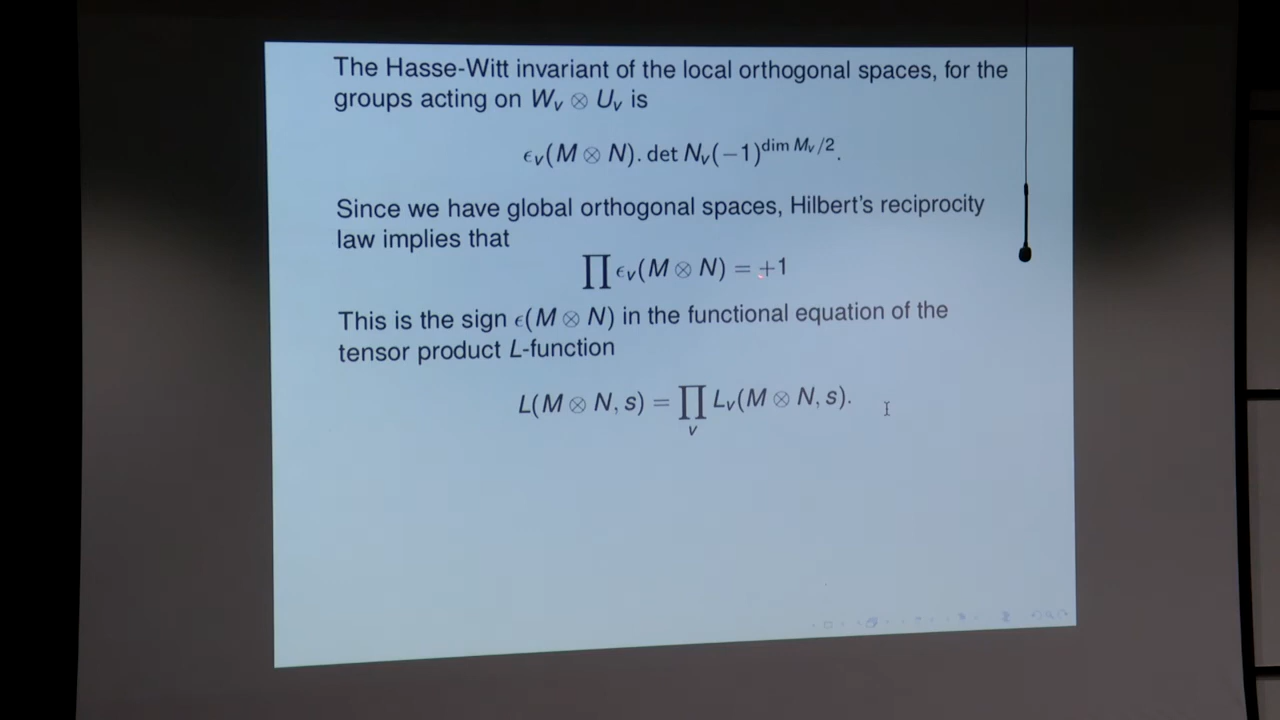 The Hasse-Witt invariant of the local orthogonal spaces, for the
groups acting on W_v ⊗ U_v is
ϵ_v(M ⊗ N). det N_v(−1)^{dim M_v/2}.
Since we have global orthogonal spaces, Hilbert's reciprocity
law implies that
∏ ϵ_v(M ⊗ N) = +1
This is the sign ϵ(M ⊗ N) in the functional equation of the
tensor product L-function
L(M ⊗ N, s) = ∏_v L_v(M ⊗ N, s).